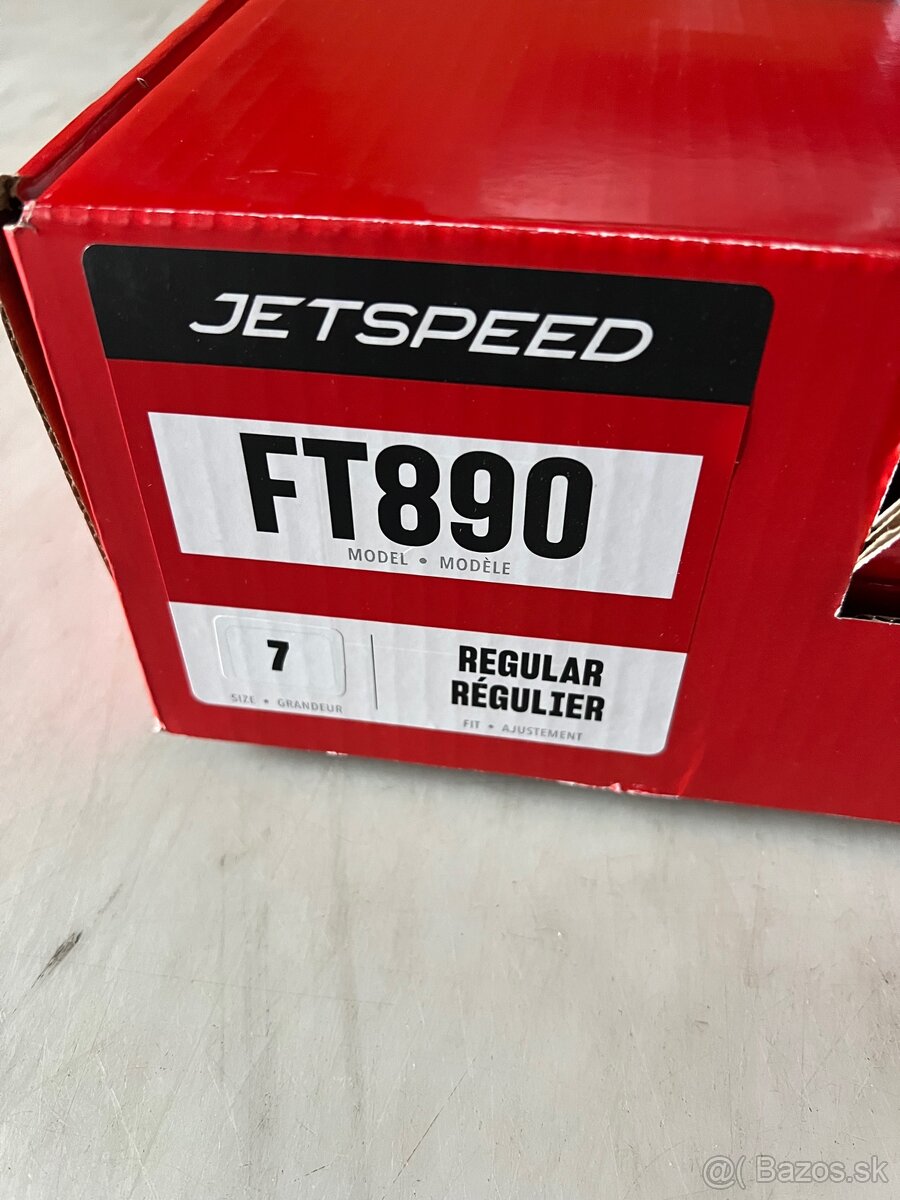 JETSPEED
FT890
MODEL • MODÈLE
7
SIZE • GRANDEUR
REGULAR
RÉGULIER
FIT • AJUSTEMENT
@( Bazos.sk